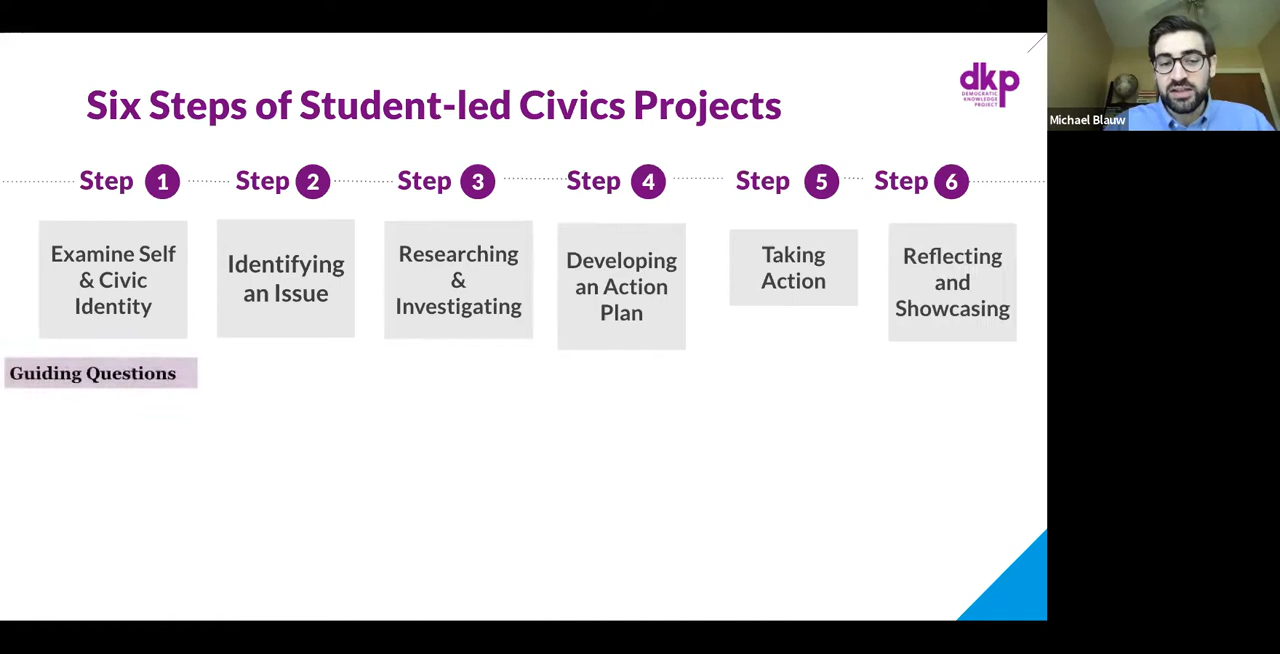 dkp
DEMOCRATIC
KNOWLEDGE
PROJECT
Michael Blauw
Six Steps of Student-led Civics Projects
Step 1
Step 2
Step 3
Step 4
Step 5
Step 6
Examine Self
& Civic
Identity
Identifying
an Issue
Researching
&
Investigating
Developing
an Action
Plan
Taking
Action
Reflecting
and
Showcasing
Guiding Questions